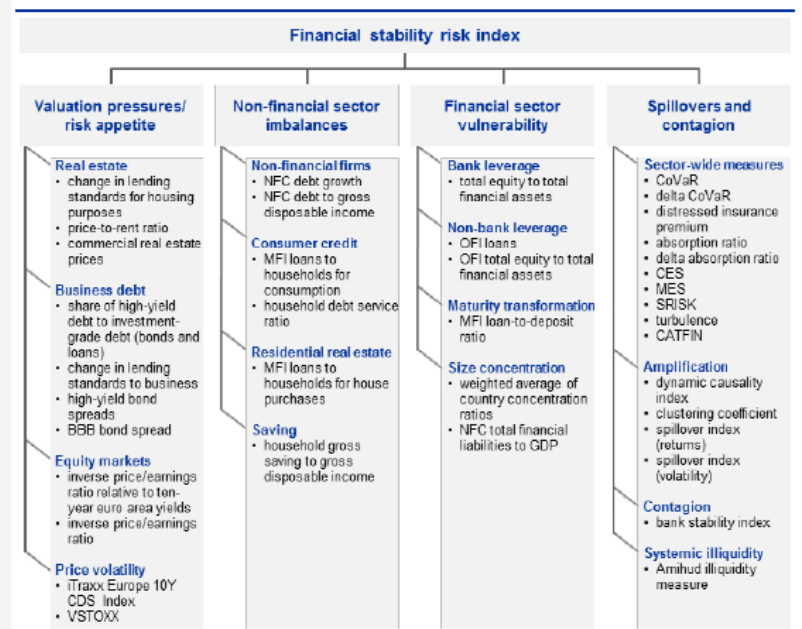 Financial stability risk index
Valuation pressures/
risk appetite
Real estate
• change in lending
standards for housing
purposes
• price-to-rent ratio
• commercial real estate
prices
Business debt
• share of high-yield
debt to investment-
grade debt (bonds and
loans)
• change in lending
standards to business
• high-yield bond
spreads
• BBB bond spread
Equity markets
• inverse price/earnings
ratio relative to ten-
year euro area yields
• inverse price/earnings
ratio
Price volatility
• iTraxx Europe 10Y
CDS Index
• VSTOXX
Non-financial sector
imbalances
Non-financial firms
• NFC debt growth
• NFC debt to gross
disposable income
Consumer credit
• MFI loans to
households for
consumption
• household debt service
ratio
Residential real estate
• MFI loans to
households for house
purchases
Saving
• household gross
saving to gross
disposable income
Financial sector
vulnerability
Bank leverage
• total equity to total
financial assets
Non-bank leverage
• OFI loans
• OFI total equity to total
financial assets
Maturity transformation
• MFI loan-to-deposit
ratio
Size concentration
• weighted average of
country concentration
ratios
• NFC total financial
liabilities to GDP
Spillovers and
contagion
Sector-wide measures
• CoVaR
• delta CoVaR
• distressed insurance
premium
• absorption ratio
• delta absorption ratio
• CES
• MES
• SRISK
• turbulence
• CATFIN
Amplification
• dynamic causality
index
• clustering coefficient
• spillover index
(returns)
• spillover index
(volatility)
Contagion
• bank stability index
Systemic illiquidity
• Amihud illiquidity
measure